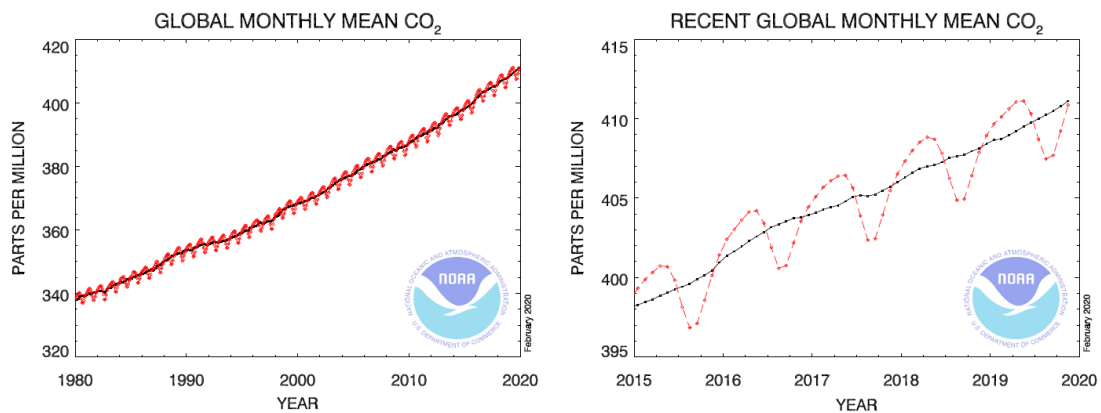 GLOBAL MONTHLY MEAN CO₂
PARTS PER MILLION
420
400
380
360
340
320
1980
1990
2000
2010
2020
YEAR
NATIONAL OCEANIC AND ATMOSPHERIC ADMINISTRATION
NOAA
U.S. DEPARTMENT OF COMMERCE
February 2020
RECENT GLOBAL MONTHLY MEAN CO₂
PARTS PER MILLION
415
410
405
400
395
2015
2016
2017
2018
2019
2020
YEAR
NATIONAL OCEANIC AND ATMOSPHERIC ADMINISTRATION
NOAA
U.S. DEPARTMENT OF COMMERCE
February 2020